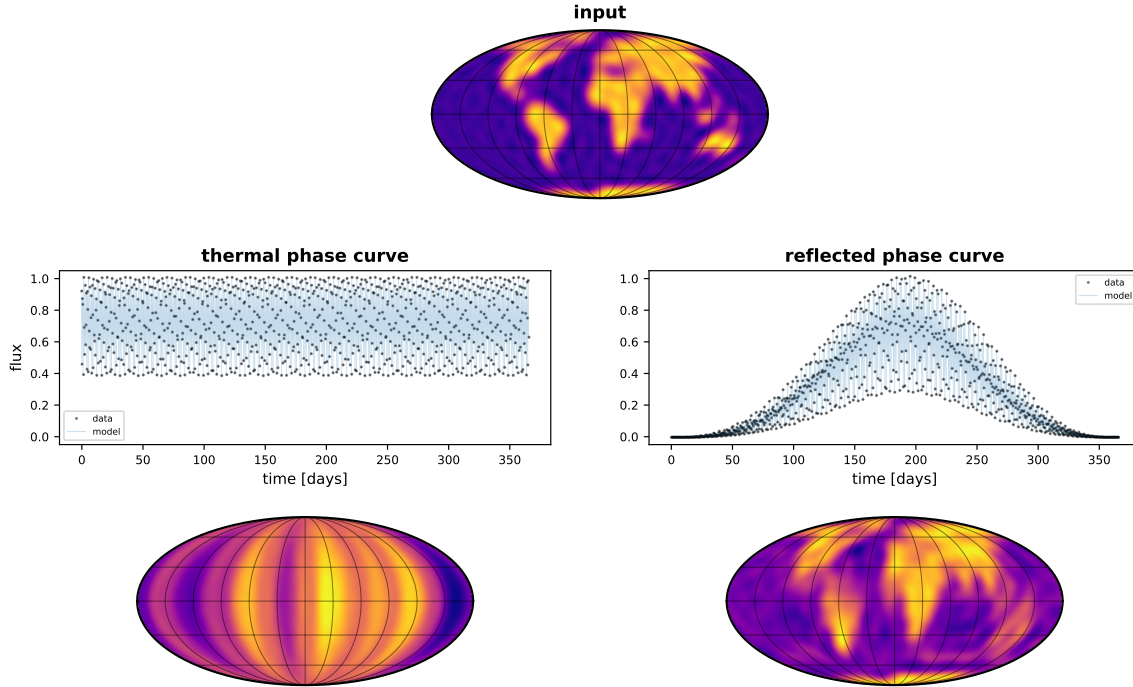 input
thermal phase curve
flux
1.0
0.8
0.6
0.4
0.2
0.0
data
model
0 50 100 150 200 250 300 350
time [days]
reflected phase curve
1.0
0.8
0.6
0.4
0.2
0.0
data
model
0 50 100 150 200 250 300 350
time [days]